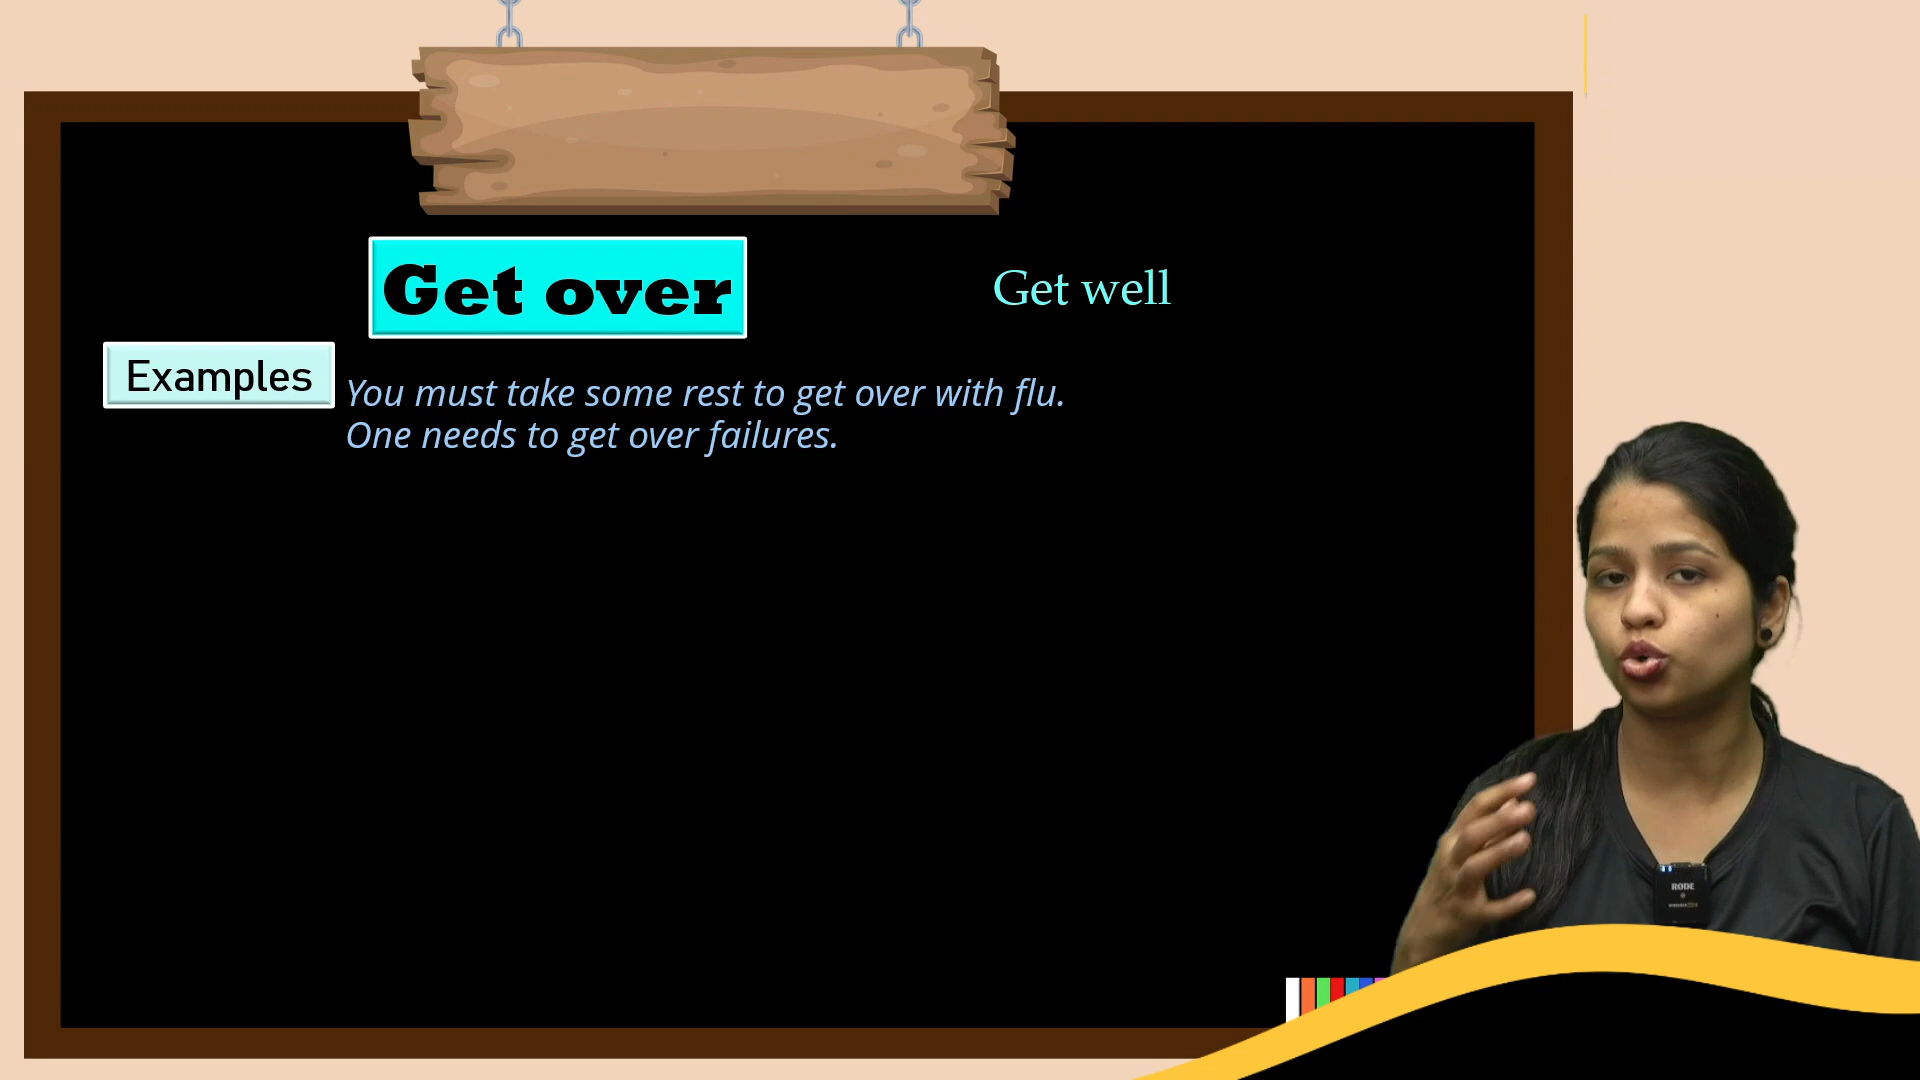 Get over
Get well
Examples
You must take some rest to get over with flu.
One needs to get over failures.
RØDE